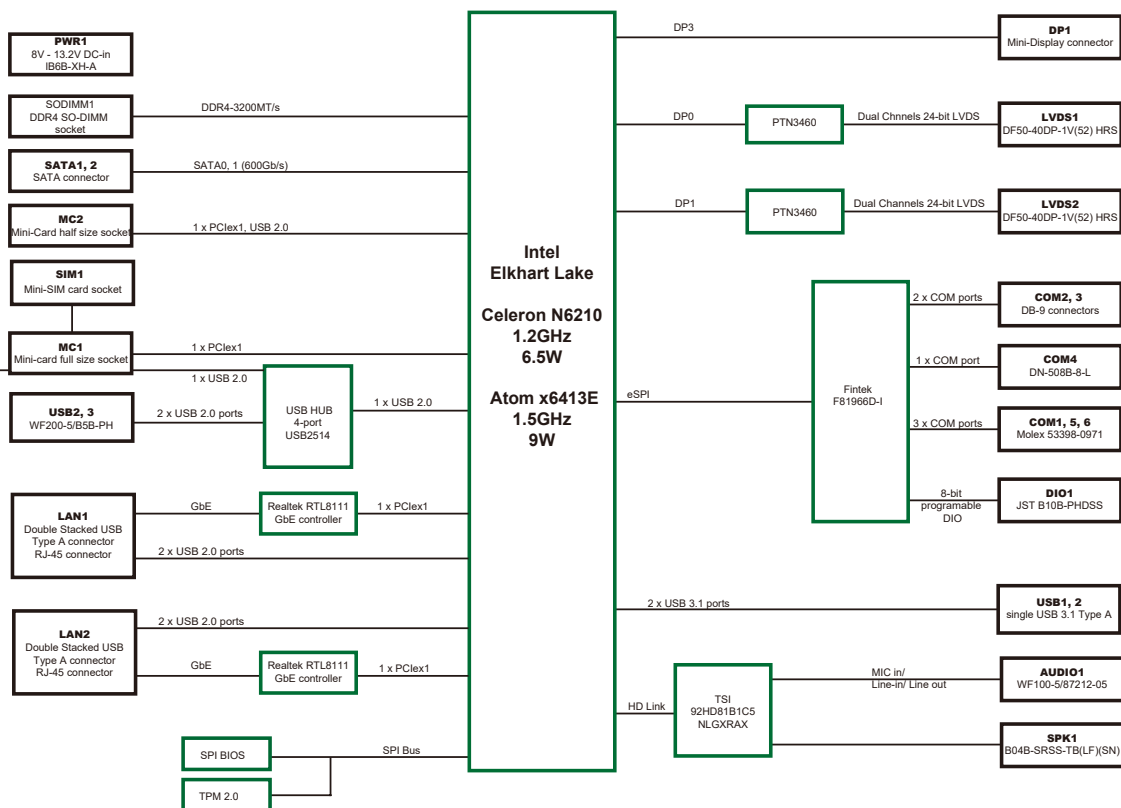 PWR1
8V - 13.2V DC-in
IB6B-XH-A
SODIMM1
DDR4 SO-DIMM
socket
DDR4-3200MT/s
SATA1, 2
SATA connector
SATA0, 1 (600Gb/s)
MC2
Mini-Card half size socket
1 x PCIex1, USB 2.0
SIM1
Mini-SIM card socket
MC1
Mini-card full size socket
1 x PCIex1
1 x USB 2.0
USB2, 3
WF200-5/B5B-PH
2 x USB 2.0 ports
USB HUB
4-port
USB2514
1 x USB 2.0
LAN1
Double Stacked USB
Type A connector
RJ-45 connector
GbE
Realtek RTL8111
GbE controller
1 x PCIex1
2 x USB 2.0 ports
LAN2
Double Stacked USB
Type A connector
RJ-45 connector
2 x USB 2.0 ports
GbE
Realtek RTL8111
GbE controller
1 x PCIex1
SPI BIOS
SPI Bus
TPM 2.0
Intel
Elkhart Lake
Celeron N6210
1.2GHz
6.5W
Atom x6413E
1.5GHz
9W
DP3
DP1
Mini-Display connector
DP0
PTN3460
Dual Chnnels 24-bit LVDS
LVDS1
DF50-40DP-1V(52) HRS
DP1
PTN3460
Dual Channels 24-bit LVDS
LVDS2
DF50-40DP-1V(52) HRS
eSPI
Fintek
F81966D-I
2 x COM ports
COM2, 3
DB-9 connectors
1 x COM port
COM4
DN-508B-8-L
3 x COM ports
COM1, 5, 6
Molex 53398-0971
8-bit
programable
DIO
DIO1
JST B10B-PHDSS
2 x USB 3.1 ports
USB1, 2
single USB 3.1 Type A
HD Link
TSI
92HD81B1C5
NLGXRAX
MIC in/
Line-in/ Line out
AUDIO1
WF100-5/87212-05
SPK1
B04B-SRSS-TB(LF)(SN)